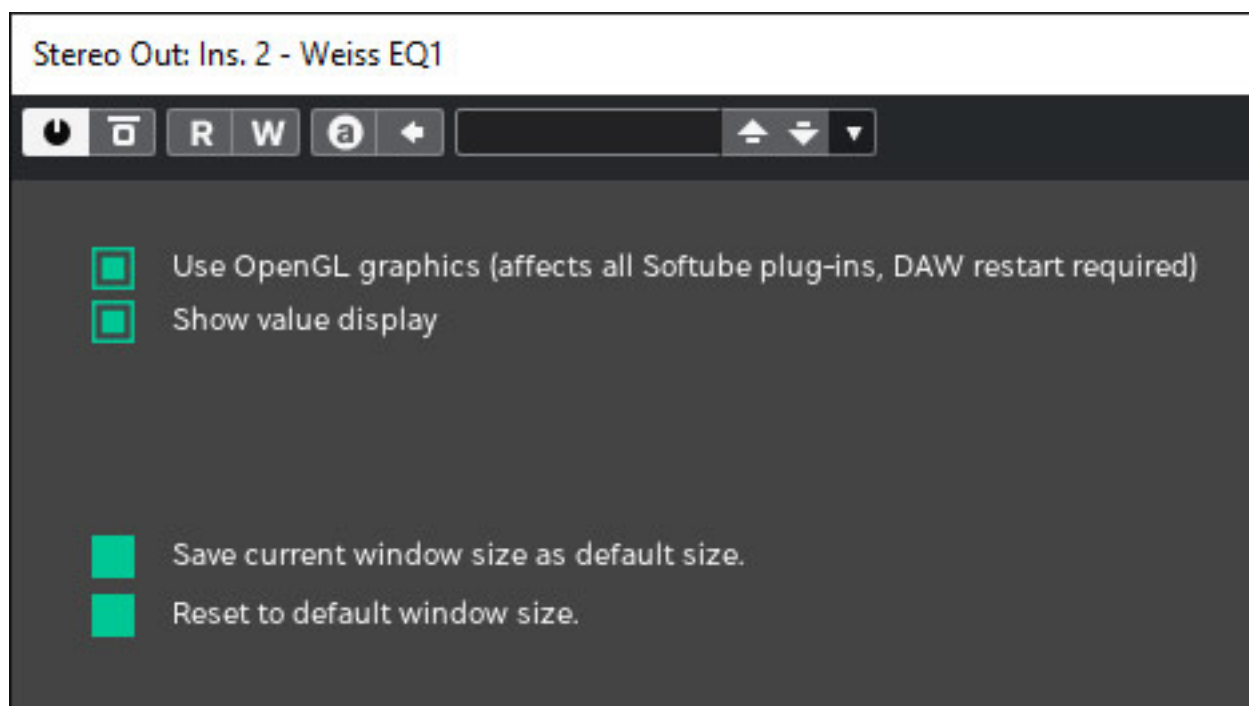 Stereo Out: Ins. 2 - Weiss EQ1
R W a
Use OpenGL graphics (affects all Softube plug-ins, DAW restart required)
Show value display
Save current window size as default size.
Reset to default window size.